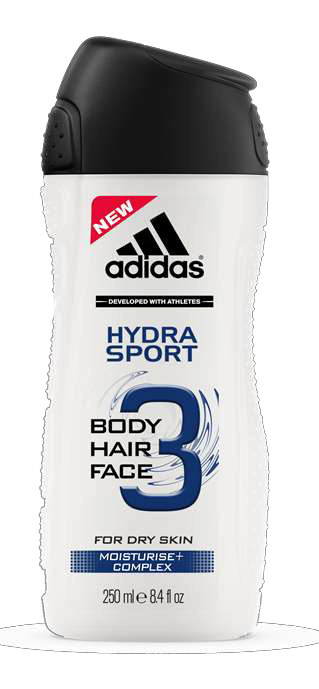 NEW
adidas®
DEVELOPED WITH ATHLETES
HYDRA
SPORT
3
BODY
HAIR
FACE
FOR DRY SKIN
MOISTURISE+
COMPLEX
250 ml e 8.4 fl oz